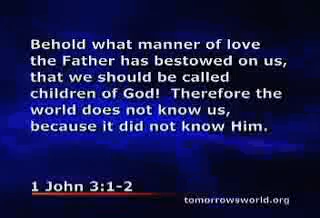 Behold what manner of love
the Father has bestowed on us,
that we should be called
children of God!  Therefore the
world does not know us,
because it did not know Him.
1 John 3:1-2
tomorrowsworld.org